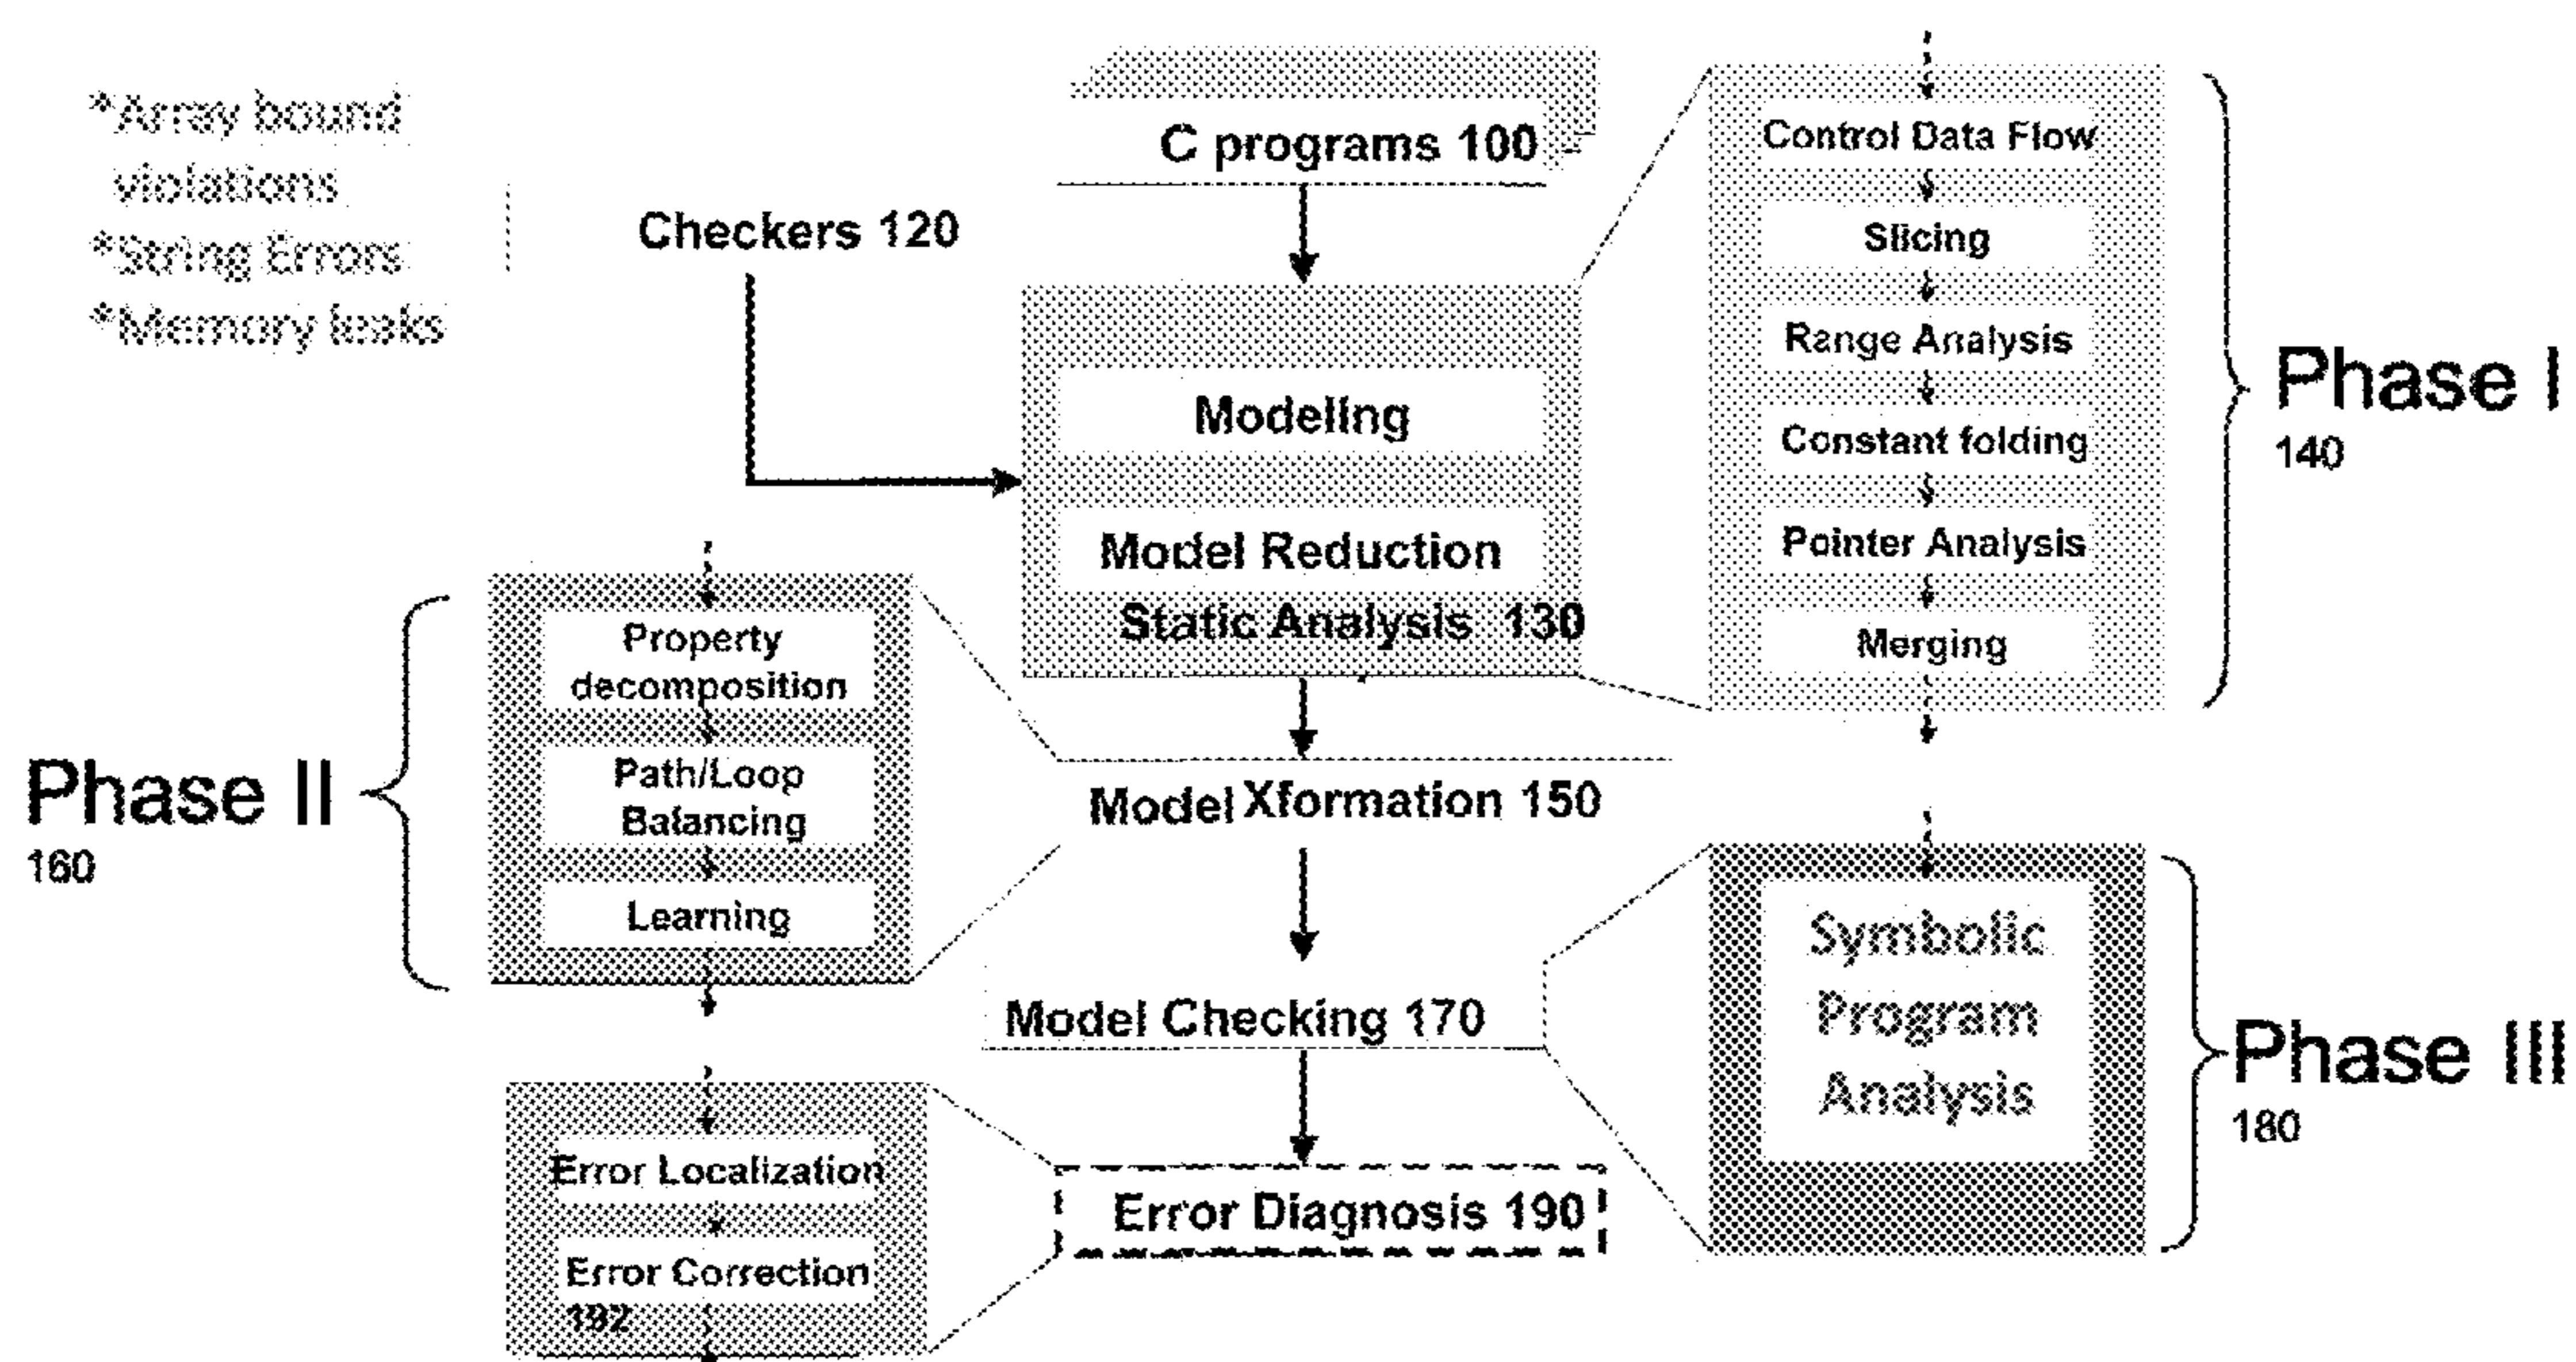 *Array bound
violations
*String Errors
*Memory leaks
Checkers 120
C programs 100
Modeling
Model Reduction
Static Analysis 130
Control Data Flow
Slicing
Range Analysis
Constant folding
Pointer Analysis
Merging
Phase I
140
Phase II
160
Property
decomposition
Path/Loop
Balancing
Learning
Model Xformation 150
Model Checking 170
Symbolic
Program
Analysis
Phase III
180
Error Localization
Error Correction
192
Error Diagnosis 190